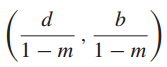 ( d / (1 − m) , b / (1 − m) )